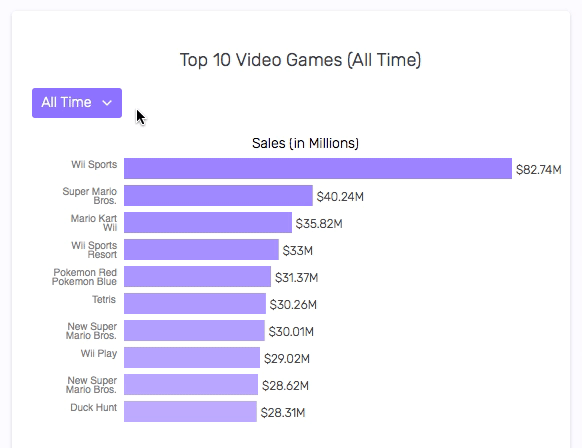 Top 10 Video Games (All Time)
All Time
Sales (in Millions)
Wii Sports
$82.74M
Super Mario
Bros.
$40.24M
Mario Kart
Wii
$35.82M
Wii Sports
Resort
$33M
Pokemon Red
Pokemon Blue
$31.37M
Tetris
$30.26M
New Super
Mario Bros.
$30.01M
Wii Play
$29.02M
New Super
Mario Bros.
$28.62M
Duck Hunt
$28.31M